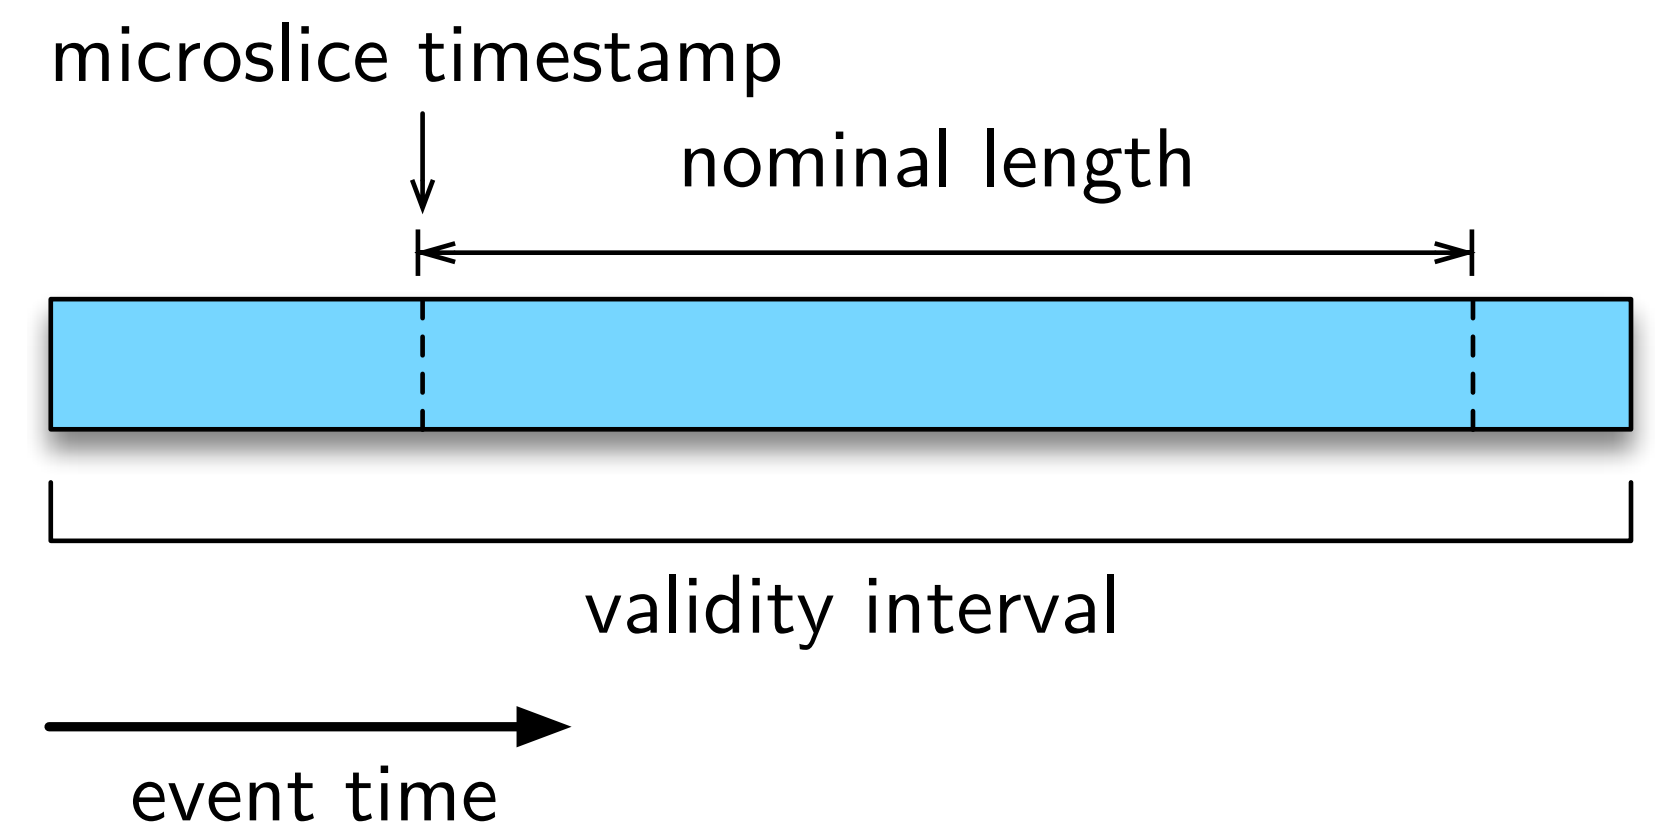 microslice timestamp
nominal length
validity interval
event time